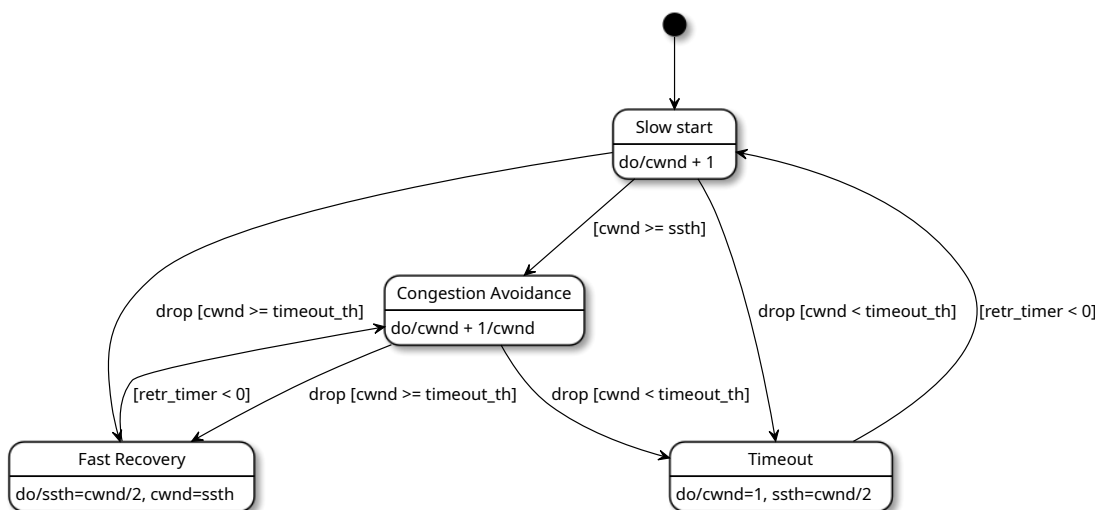 Slow start
do/cwnd + 1
[cwnd >= ssth]
Congestion Avoidance
do/cwnd + 1/cwnd
drop [cwnd >= timeout_th]
drop [cwnd < timeout_th]
[retr_timer < 0]
[retr_timer < 0]
drop [cwnd >= timeout_th]
drop [cwnd < timeout_th]
Fast Recovery
do/ssth=cwnd/2, cwnd=ssth
Timeout
do/cwnd=1, ssth=cwnd/2